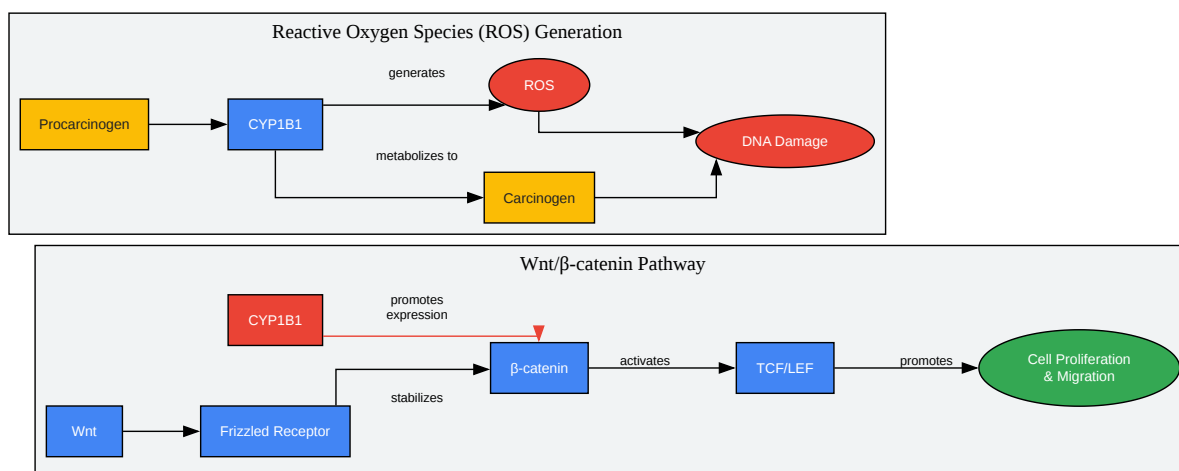 Reactive Oxygen Species (ROS) Generation
generates
ROS
Procarcinogen
CYP1B1
DNA Damage
metabolizes to
Carcinogen
Wnt/β-catenin Pathway
CYP1B1
promotes
expression
β-catenin
activates
TCF/LEF
promotes
Cell Proliferation
& Migration
stabilizes
Wnt
Frizzled Receptor